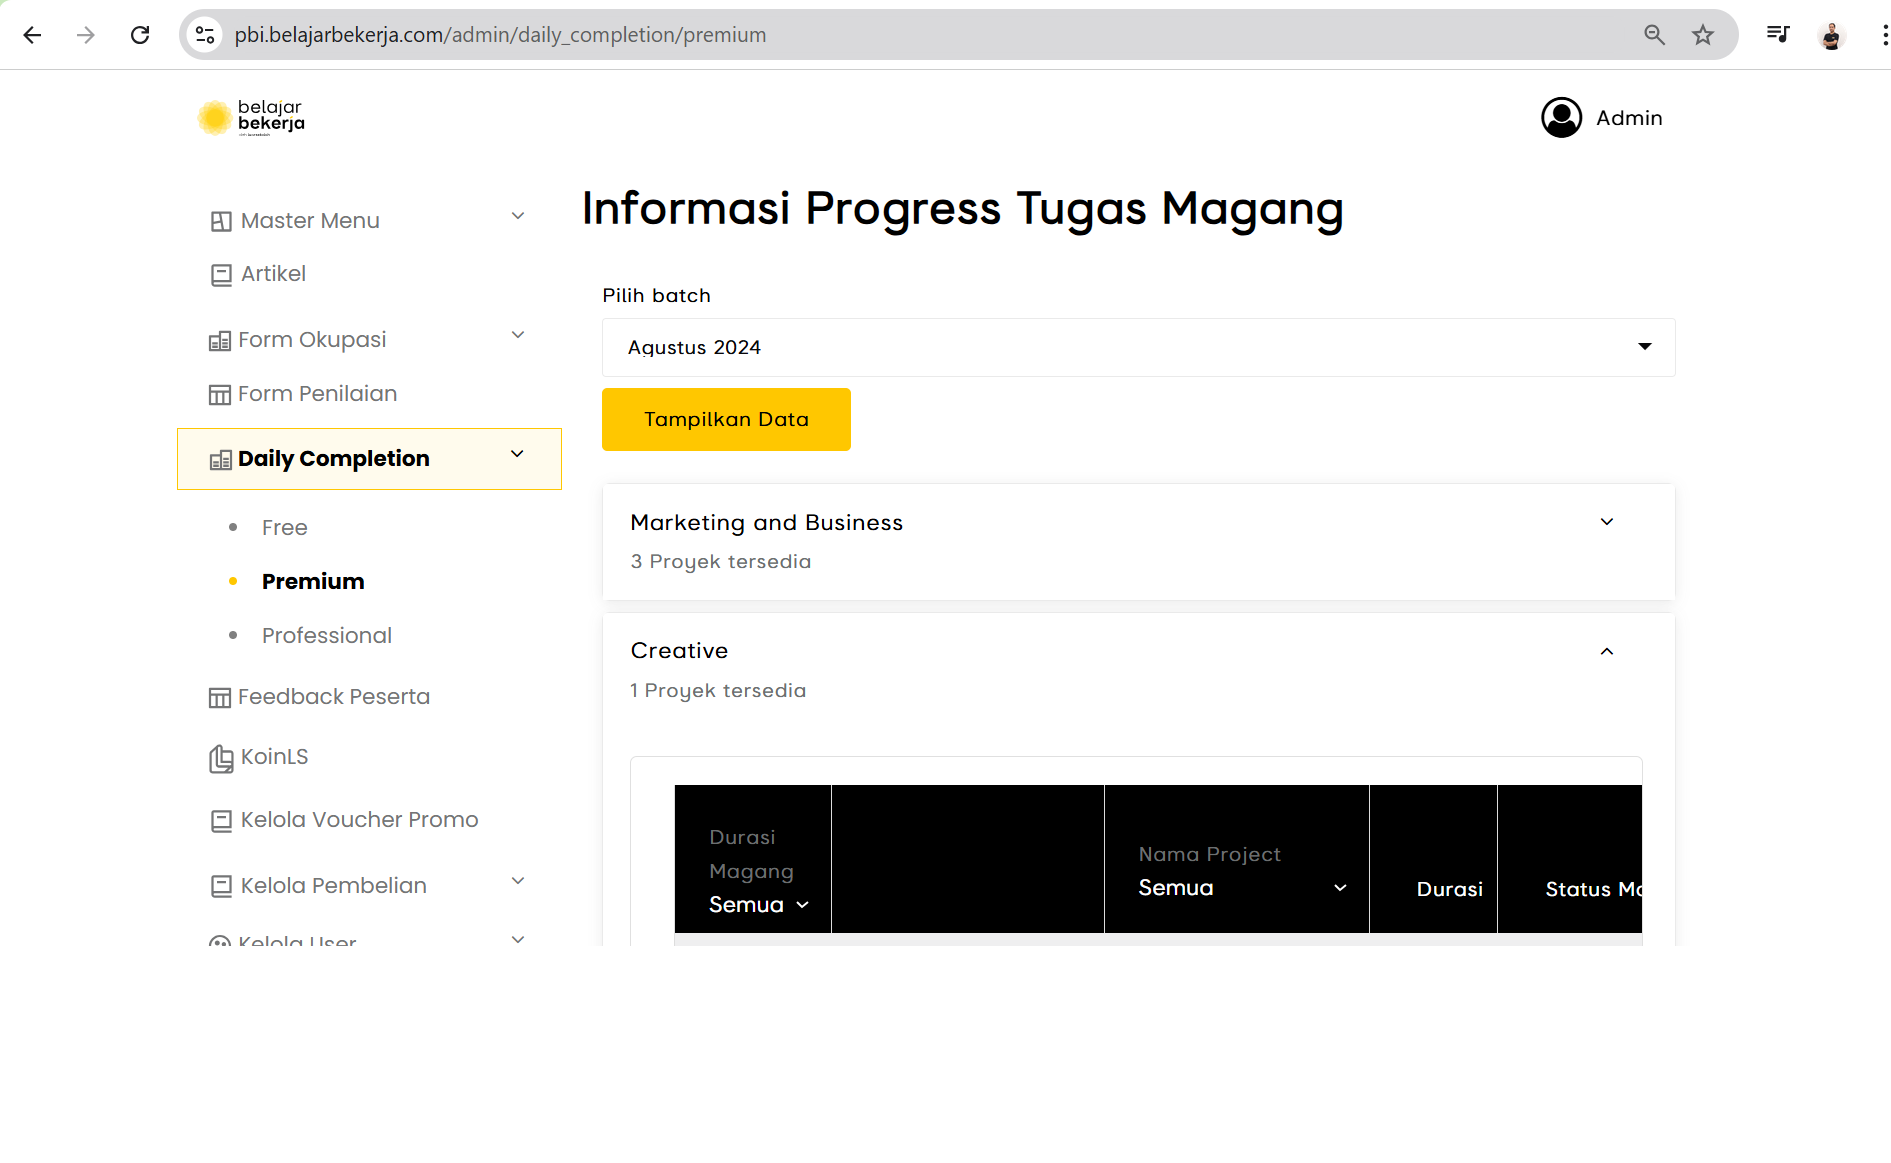 pbi.belajarbekerja.com/admin/daily_completion/premium
belajar
bekerja
Admin
Master Menu
Artikel
Form Okupasi
Form Penilaian
Daily Completion
Free
Premium
Professional
Feedback Peserta
KoinLS
Kelola Voucher Promo
Kelola Pembelian
Kelola User
Informasi Progress Tugas Magang
Pilih batch
Agustus 2024
Tampilkan Data
Marketing and Business
3 Proyek tersedia
Creative
1 Proyek tersedia
Durasi
Magang
Semua
Nama Project
Semua
Durasi
Status Mo